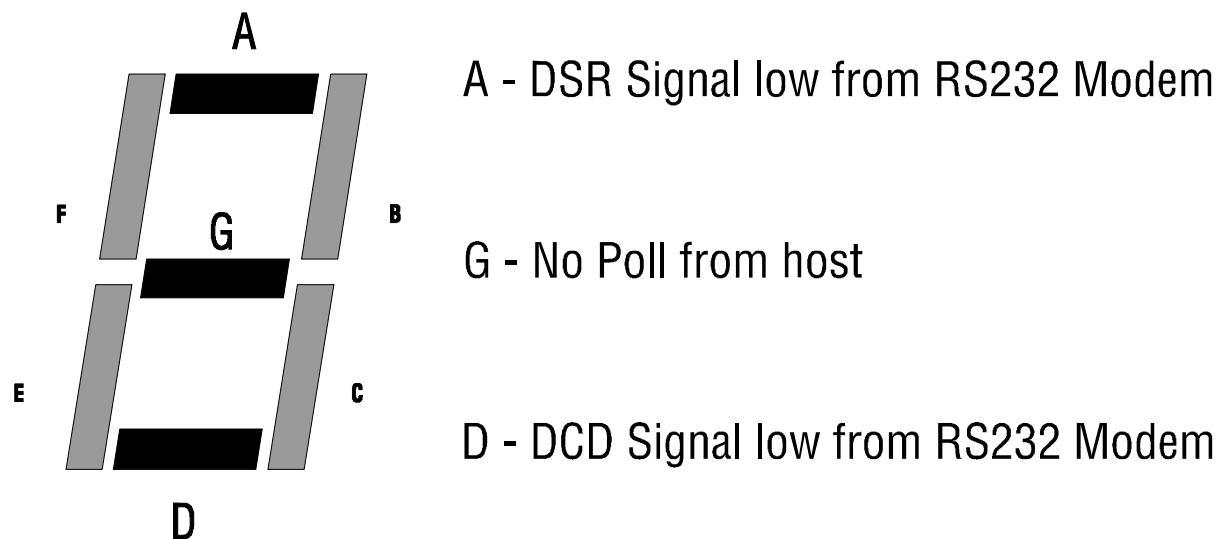 A
A - DSR Signal low from RS232 Modem
F
B
G
G - No Poll from host
E
C
D - DCD Signal low from RS232 Modem
D